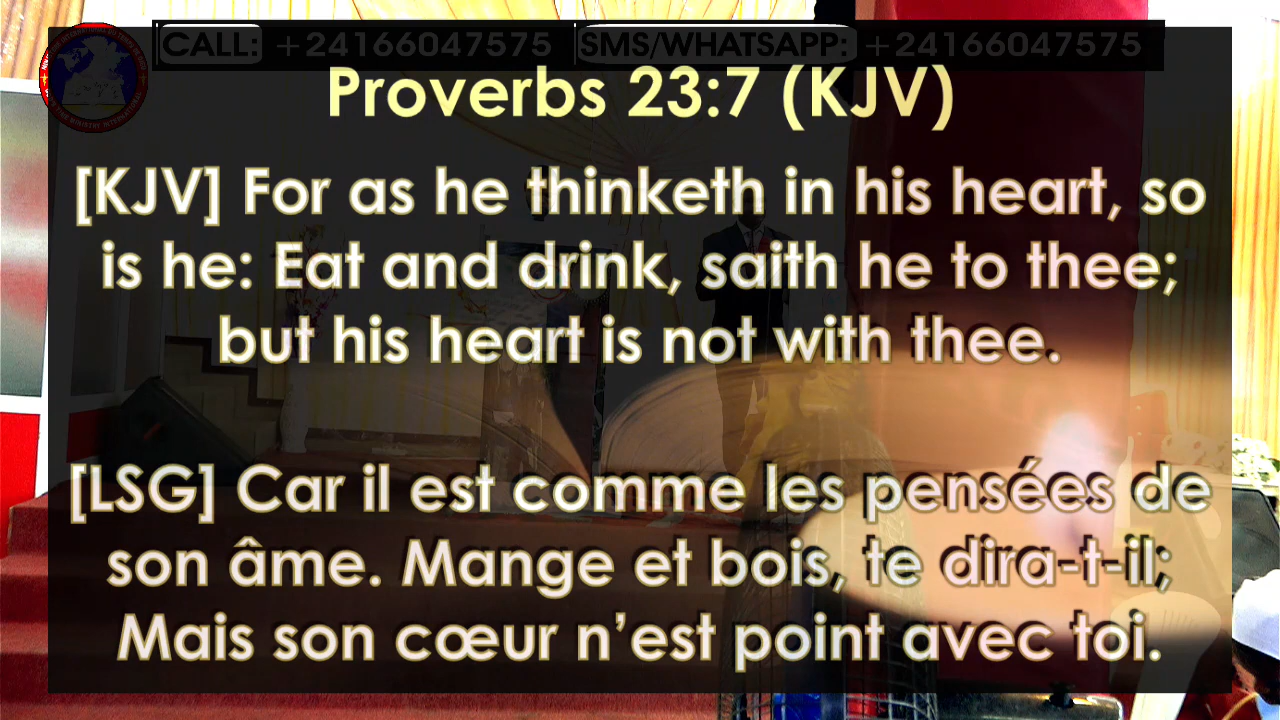 CALL: +24166047575 SMS/WHATSAPP: +24166047575
Proverbs 23:7 (KJV)
[KJV] For as he thinketh in his heart, so
is he: Eat and drink, saith he to thee;
but his heart is not with thee.
[LSG] Car il est comme les pensées de
son âme. Mange et bois, te dira-t-il;
Mais son cœur n’est point avec toi.